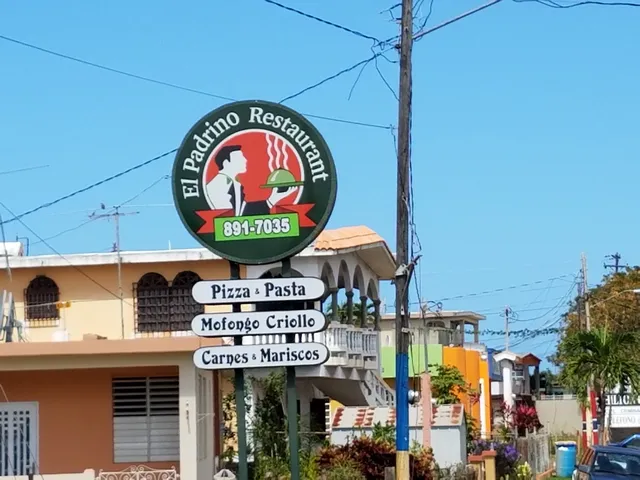 El Padrino Restaurant
891-7035
Pizza & Pasta
Mofongo Criollo
Carnes & Mariscos